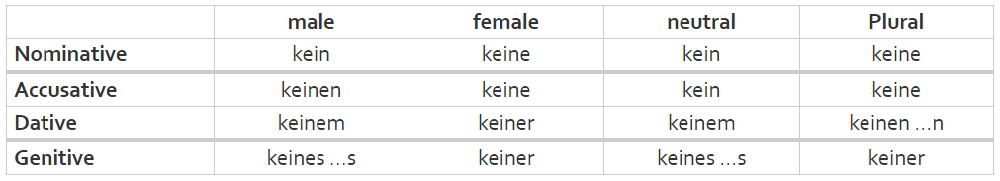 male female neutral Plural
Nominative kein keine kein keine
Accusative keinen keine kein keine
Dative keinem keiner keinem keinen ...n
Genitive keines ...s keiner keines ...s keiner